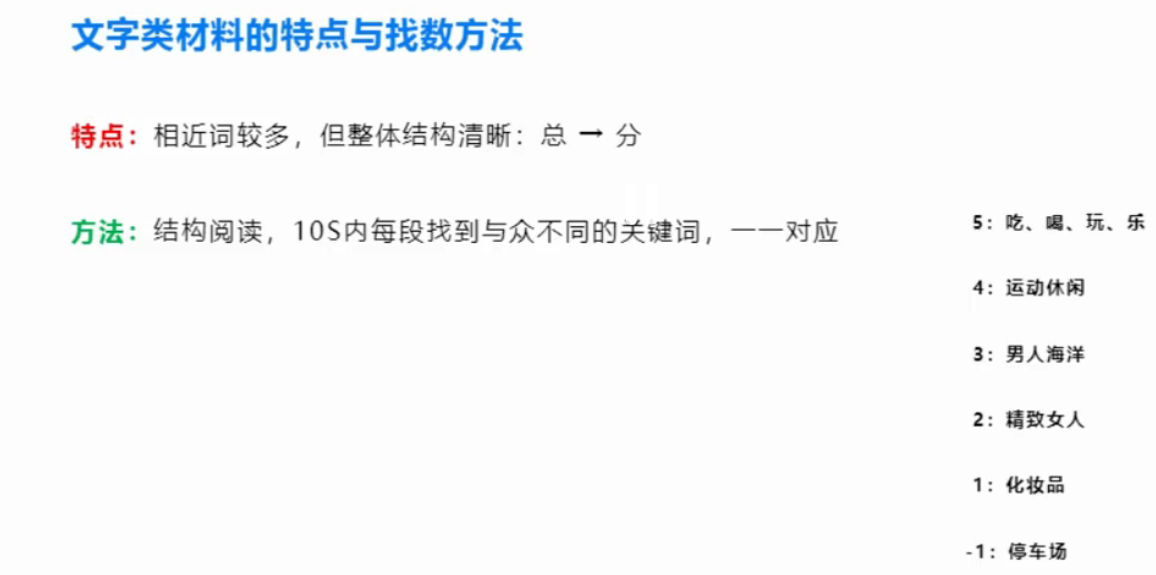 文字类材料的特点与找数方法
特点：相近词较多，但整体结构清晰：总 → 分
方法：结构阅读，10S内每段找到与众不同的关键词，一一对应
5：吃、喝、玩、乐
4：运动休闲
3：男人海洋
2：精致女人
1：化妆品
-1：停车场